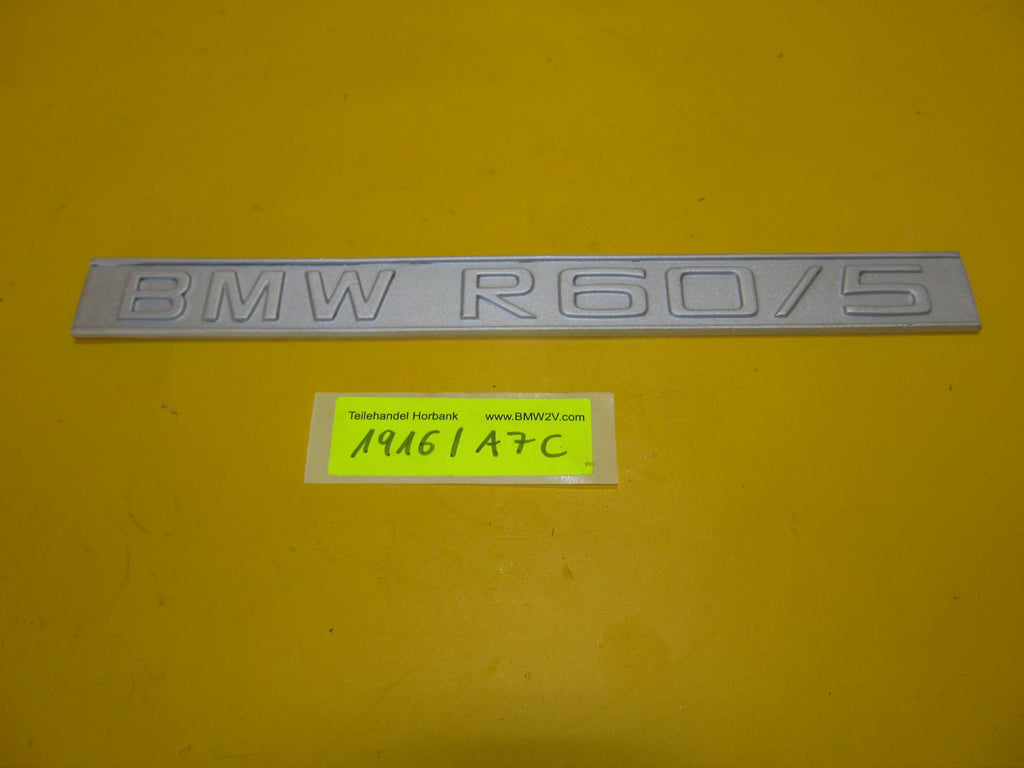 BMW R60/5
Teilehandel Horbank www.BMW2V.com
1916 / A7C